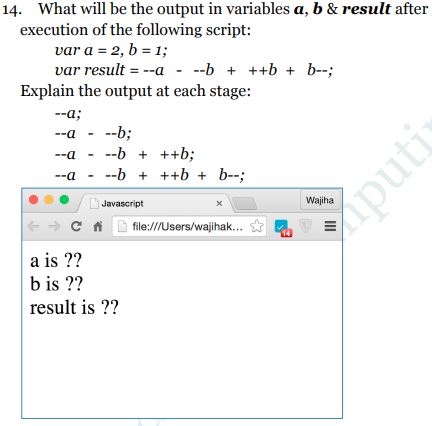 14. What will be the output in variables a, b & result after
execution of the following script:
var a = 2, b = 1;
var result = --a - --b + ++b + b--;
Explain the output at each stage:
--a;
--a - --b;
--a - --b + ++b;
--a - --b + ++b + b--;
Javascript × Wajiha
file:///Users/wajihak... 14
a is ??
b is ??
result is ??